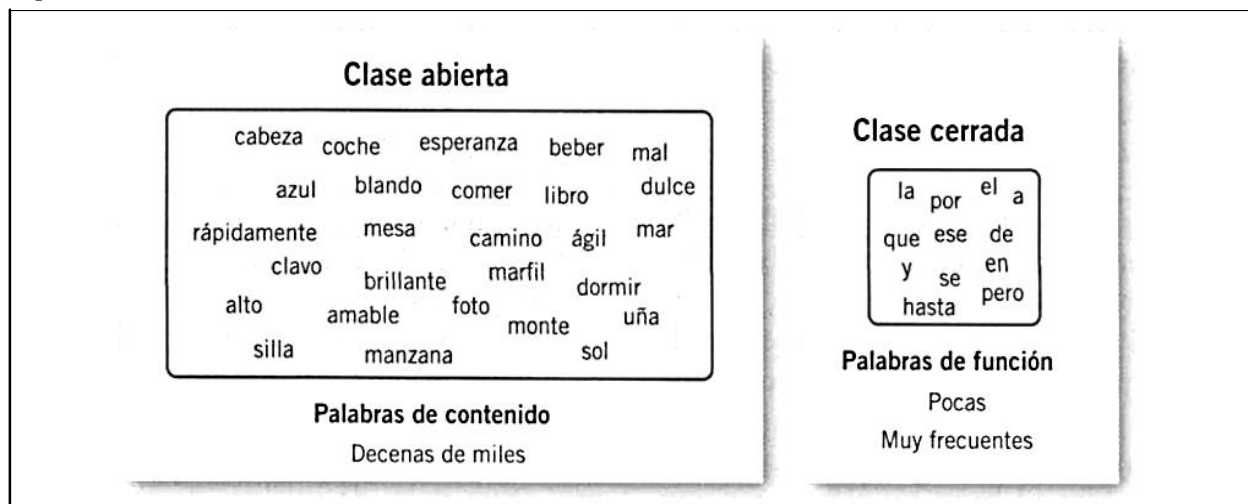 Clase abierta
cabeza coche esperanza beber mal
azul blando comer libro dulce
rápidamente mesa camino ágil mar
clavo brillante marfil dormir
alto amable foto monte uña
silla manzana sol
Palabras de contenido
Decenas de miles
Clase cerrada
la por el a
que ese de
y se en
hasta pero
Palabras de función
Pocas
Muy frecuentes